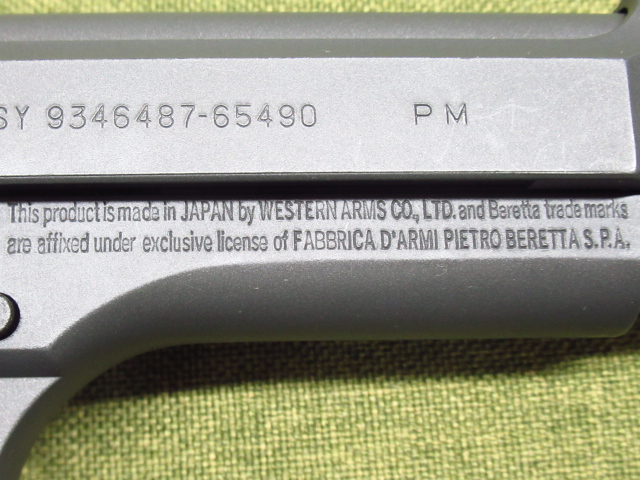 SY 9346487-65490 PM
This product is made in JAPAN by WESTERN ARMS CO., LTD. and Beretta trade marks
are affixed under exclusive license of FABBRICA D'ARMI PIETRO BERETTA S.P.A.